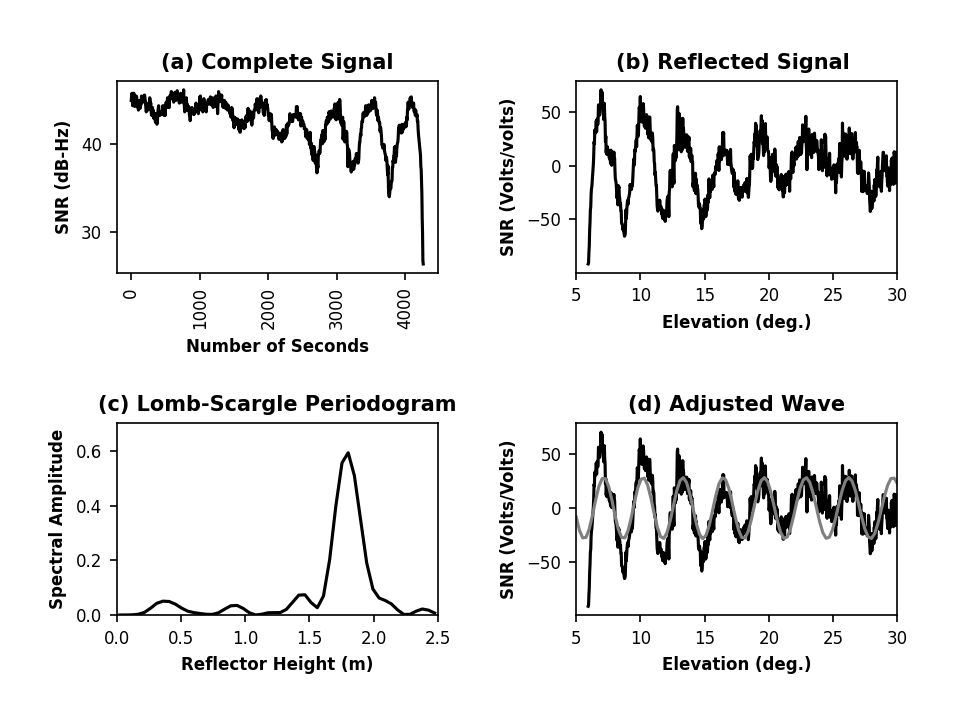 (a) Complete Signal
SNR (dB-Hz)
40
30
0
1000
2000
3000
4000
Number of Seconds
(b) Reflected Signal
SNR (Volts/volts)
50
0
−50
5 10 15 20 25 30
Elevation (deg.)
(c) Lomb-Scargle Periodogram
Spectral Amplitude
0.6
0.4
0.2
0.0
0.0 0.5 1.0 1.5 2.0 2.5
Reflector Height (m)
(d) Adjusted Wave
SNR (Volts/Volts)
50
0
−50
5 10 15 20 25 30
Elevation (deg.)